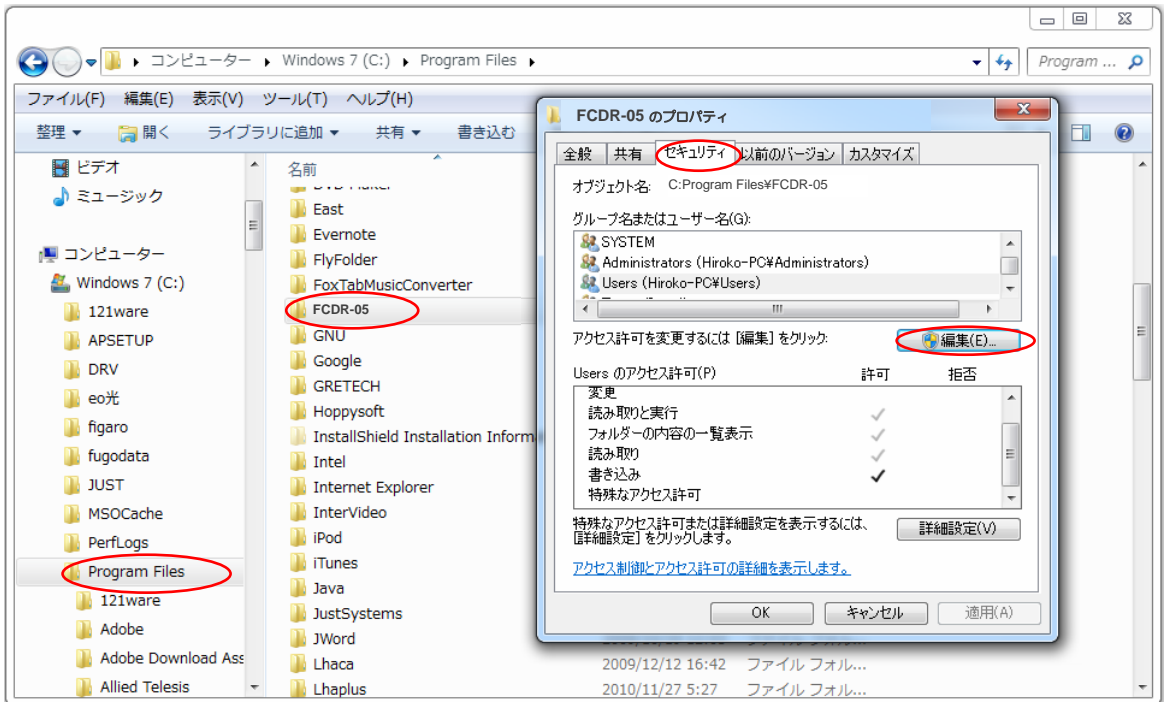 コンピューター ▸ Windows 7 (C:) ▸ Program Files ▸
Program ...
ファイル(F) 編集(E) 表示(V) ツール(T) ヘルプ(H)
整理 開く ライブラリに追加 共有 書き込む
ビデオ
ミュージック
コンピューター
Windows 7 (C:)
121ware
APSETUP
DRV
eo光
figaro
fugodata
JUST
MSOCache
PerfLogs
Program Files
121ware
Adobe
Adobe Download Ass
Allied Telesis
名前
East
Evernote
FlyFolder
FoxTabMusicConverter
FCDR-05
GNU
Google
GRETECH
Hoppysoft
InstallShield Installation Inform
Intel
Internet Explorer
InterVideo
iPod
iTunes
Java
JustSystems
JWord
Lhaca
2009/12/12 16:42 ファイル フォル...
Lhaplus
2010/11/27 5:27 ファイル フォル...
FCDR-05 のプロパティ
全般 共有 セキュリティ 以前のバージョン カスタマイズ
オブジェクト名: C:Program Files¥FCDR-05
グループ名またはユーザー名(G):
SYSTEM
Administrators (Hiroko-PC¥Administrators)
Users (Hiroko-PC¥Users)
アクセス許可を変更するには [編集] をクリック:
編集(E)...
Users のアクセス許可(P) 許可 拒否
変更
読み取りと実行
フォルダーの内容の一覧表示
読み取り
書き込み
特殊なアクセス許可
特殊なアクセス許可または詳細設定を表示するには、
[詳細設定] をクリックします。
詳細設定(V)
アクセス制御とアクセス許可の詳細を表示します。
OK キャンセル 適用(A)